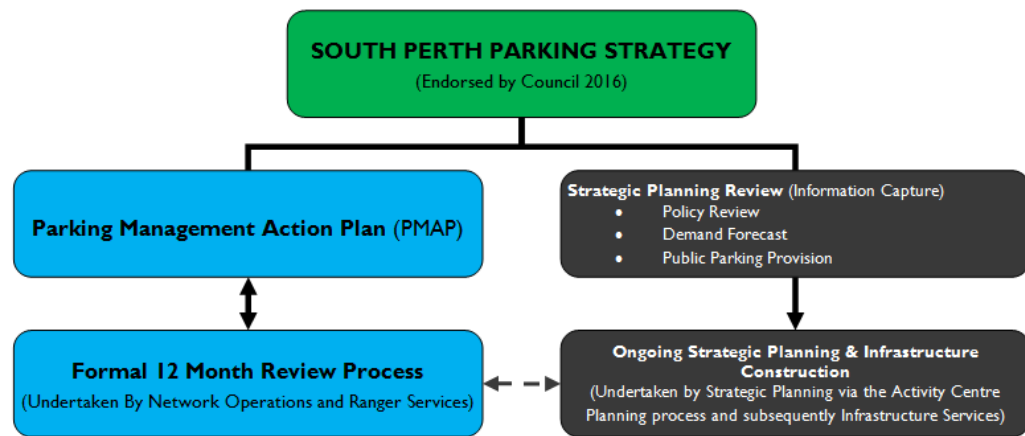 SOUTH PERTH PARKING STRATEGY
(Endorsed by Council 2016)
Parking Management Action Plan (PMAP)
Strategic Planning Review (Information Capture)
• Policy Review
• Demand Forecast
• Public Parking Provision
Formal 12 Month Review Process
(Undertaken By Network Operations and Ranger Services)
Ongoing Strategic Planning & Infrastructure
Construction
(Undertaken by Strategic Planning via the Activity Centre
Planning process and subsequently Infrastructure Services)